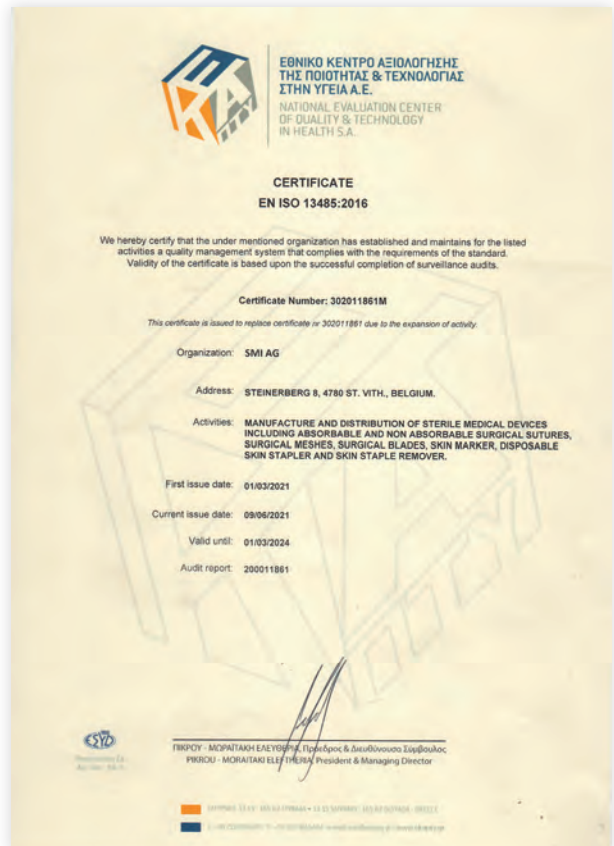 ΕΘΝΙΚΟ ΚΕΝΤΡΟ ΑΞΙΟΛΟΓΗΣΗΣ
ΤΗΣ ΠΟΙΟΤΗΤΑΣ & ΤΕΧΝΟΛΟΓΙΑΣ
ΣΤΗΝ ΥΓΕΙΑ Α.Ε.
NATIONAL EVALUATION CENTER
OF QUALITY & TECHNOLOGY
IN HEALTH S.A.
CERTIFICATE
EN ISO 13485:2016
We hereby certify that the under mentioned organization has established and maintains for the listed
activities a quality management system that complies with the requirements of the standard.
Validity of the certificate is based upon the successful completion of surveillance audits.
Certificate Number: 302011861M
This certificate is issued to replace certificate nr 302011861 due to the expansion of activity.
Organization: SMI AG
Address: STEINERBERG 8, 4780 ST. VITH., BELGIUM.
Activities: MANUFACTURE AND DISTRIBUTION OF STERILE MEDICAL DEVICES
INCLUDING ABSORBABLE AND NON ABSORBABLE SURGICAL SUTURES,
SURGICAL MESHES, SURGICAL BLADES, SKIN MARKER, DISPOSABLE
SKIN STAPLER AND SKIN STAPLE REMOVER.
First issue date: 01/03/2021
Current issue date: 09/06/2021
Valid until: 01/03/2024
Audit report: 200011861
ESYD
ΠΙΚΡΟΥ - ΜΟΡΑΪΤΑΚΗ ΕΛΕΥΘΕΡΙΑ, Πρόεδρος & Διευθύνουσα Σύμβουλος
PIKROU - MORAITAKI ELEFTHERIA, President & Managing Director